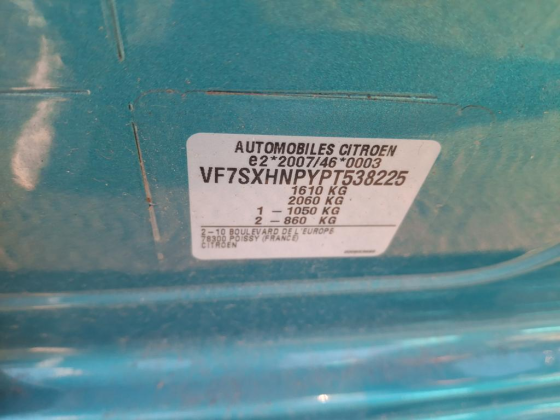 AUTOMOBILES CITROEN
e2*2007/46*0003
VF7SXHNPYPT538225
1610 KG
2060 KG
1 - 1050 KG
2 - 860 KG
2-10 BOULEVARD DE L'EUROPE
78300 POISSY (FRANCE)
CITROEN